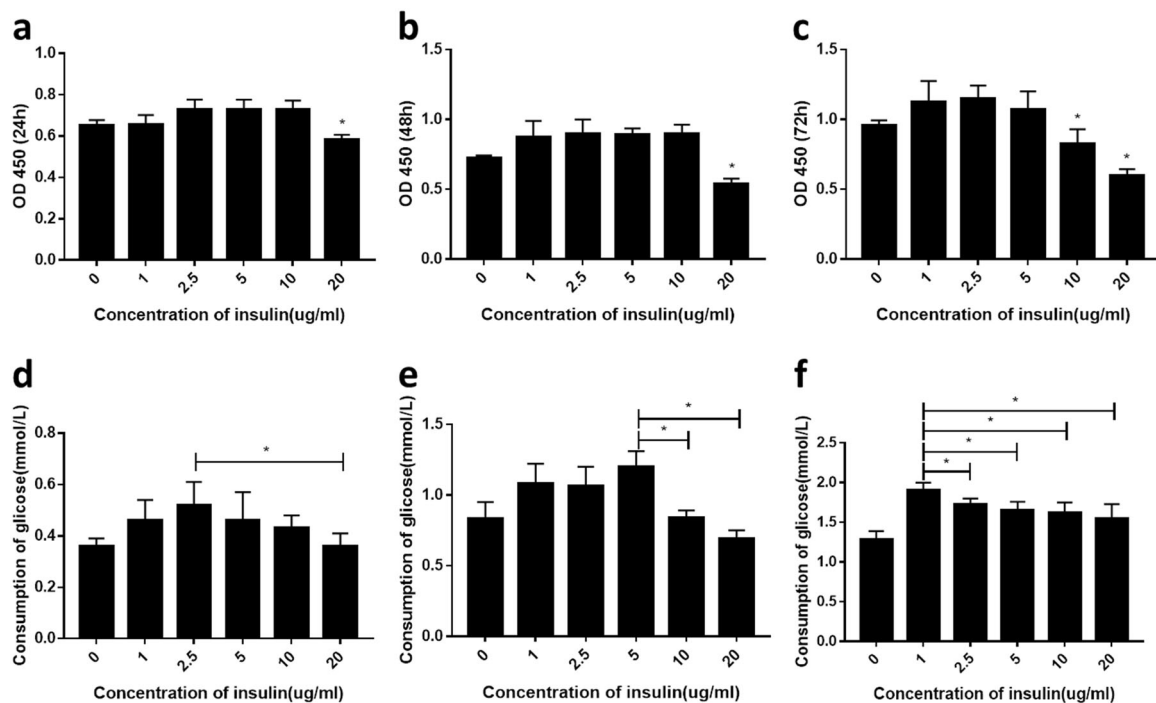 a
OD 450 (24h)
1.0
0.8
0.6
0.4
0.2
0.0
*
0 1 2.5 5 10 20
Concentration of insulin(ug/ml)
b
OD 450 (48h)
1.5
1.0
0.5
0.0
*
0 1 2.5 5 10 20
Concentration of insulin(ug/ml)
c
OD 450 (72h)
1.5
1.0
0.5
0.0
*
*
0 1 2.5 5 10 20
Concentration of insulin(ug/ml)
d
Consumption of glicose(mmol/L)
0.8
0.6
0.4
0.2
0.0
*
0 1 2.5 5 10 20
Concentration of insulin(ug/ml)
e
Consumption of glicose(mmol/L)
1.5
1.0
0.5
0.0
*
*
0 1 2.5 5 10 20
Concentration of insulin(ug/ml)
f
Consumption of glicose(mmol/L)
2.5
2.0
1.5
1.0
0.5
0.0
*
*
*
*
0 1 2.5 5 10 20
Concentration of insulin(ug/ml)